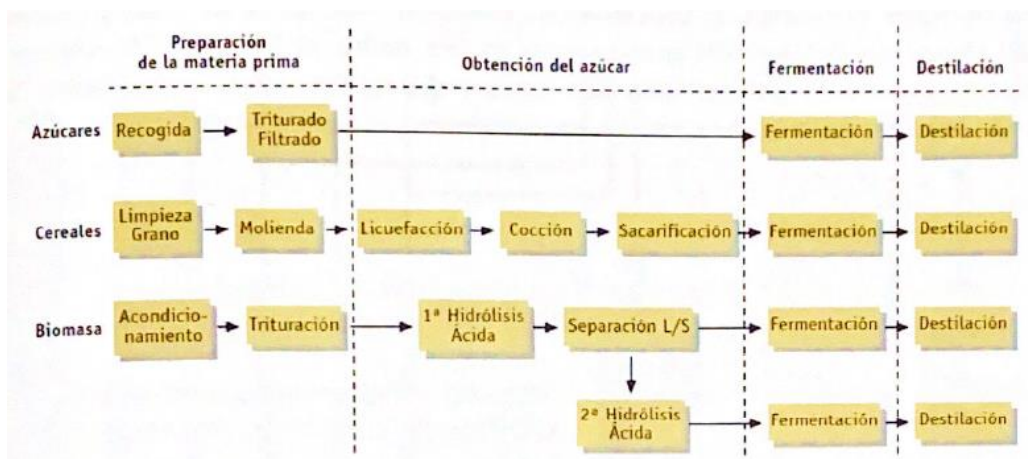 Preparación
de la materia prima
Obtención del azúcar
Fermentación
Destilación
Azúcares
Recogida
Triturado
Filtrado
Fermentación
Destilación
Cereales
Limpieza
Grano
Molienda
Licuefacción
Cocción
Sacarificación
Fermentación
Destilación
Biomasa
Acondicio-
namiento
Trituración
1ª Hidrólisis
Ácida
Separación L/S
Fermentación
Destilación
2ª Hidrólisis
Ácida
Fermentación
Destilación